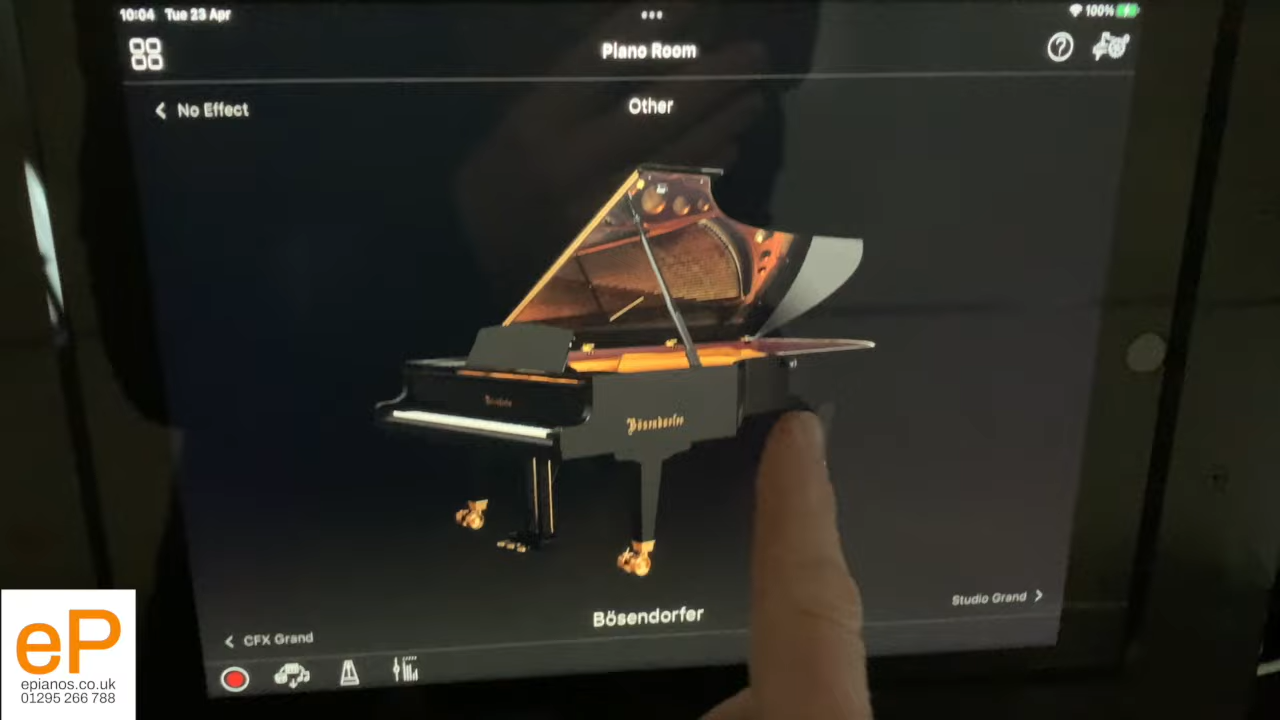 10:04 Tue 23 Apr
100%
Piano Room
No Effect
Other
Bösendorfer
Bösendorfer
Studio Grand
CFX Grand
eP
epianos.co.uk
01295 266 788